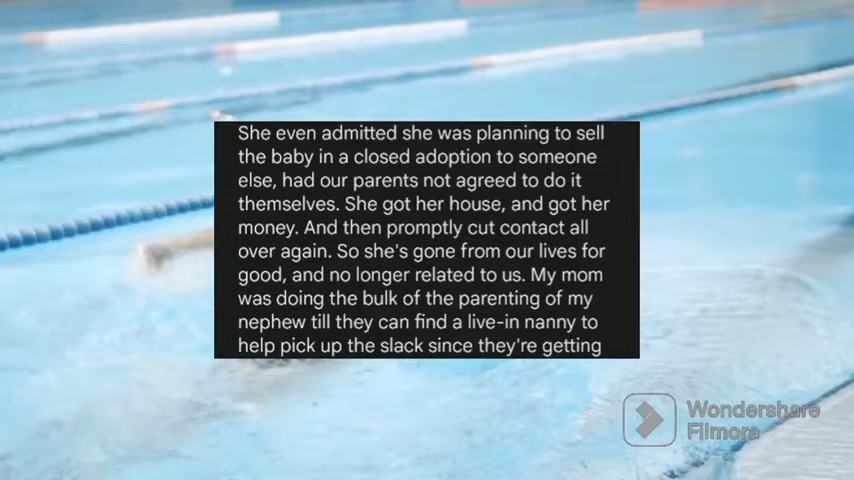 She even admitted she was planning to sell
the baby in a closed adoption to someone
else, had our parents not agreed to do it
themselves. She got her house, and got her
money. And then promptly cut contact all
over again. So she's gone from our lives for
good, and no longer related to us. My mom
was doing the bulk of the parenting of my
nephew till they can find a live-in nanny to
help pick up the slack since they're getting
Wondershare
Filmora